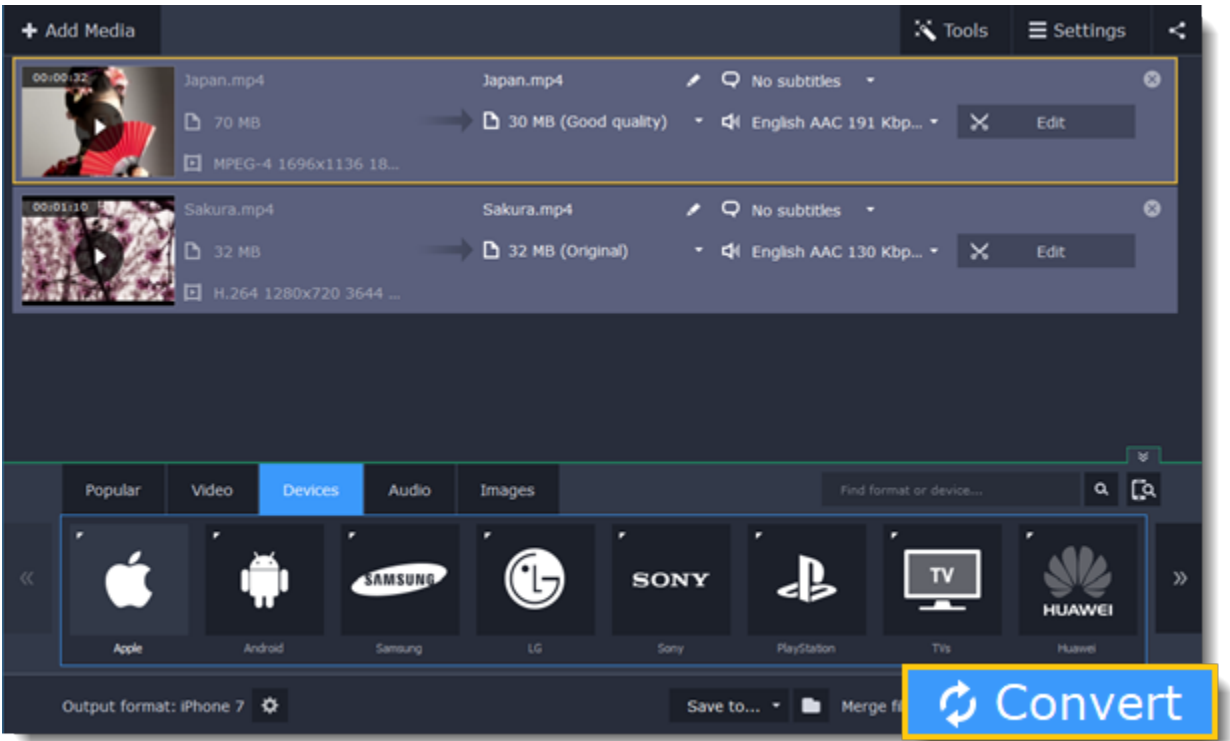 Add Media
Tools
Settings
00:00:32
Japan.mp4
Japan.mp4
No subtitles
70 MB
30 MB (Good quality)
English AAC 191 Kbp...
Edit
MPEG-4 1696x1136 18...
00:01:10
Sakura.mp4
Sakura.mp4
No subtitles
32 MB
32 MB (Original)
English AAC 130 Kbp...
Edit
H.264 1280x720 3644 ...
Popular
Video
Devices
Audio
Images
Find format or device...
SAMSUNG
LG
SONY
TV
HUAWEI
Apple
Android
Samsung
LG
Sony
PlayStation
TVs
Huawei
Output format: iPhone 7
Save to...
Merge
Convert